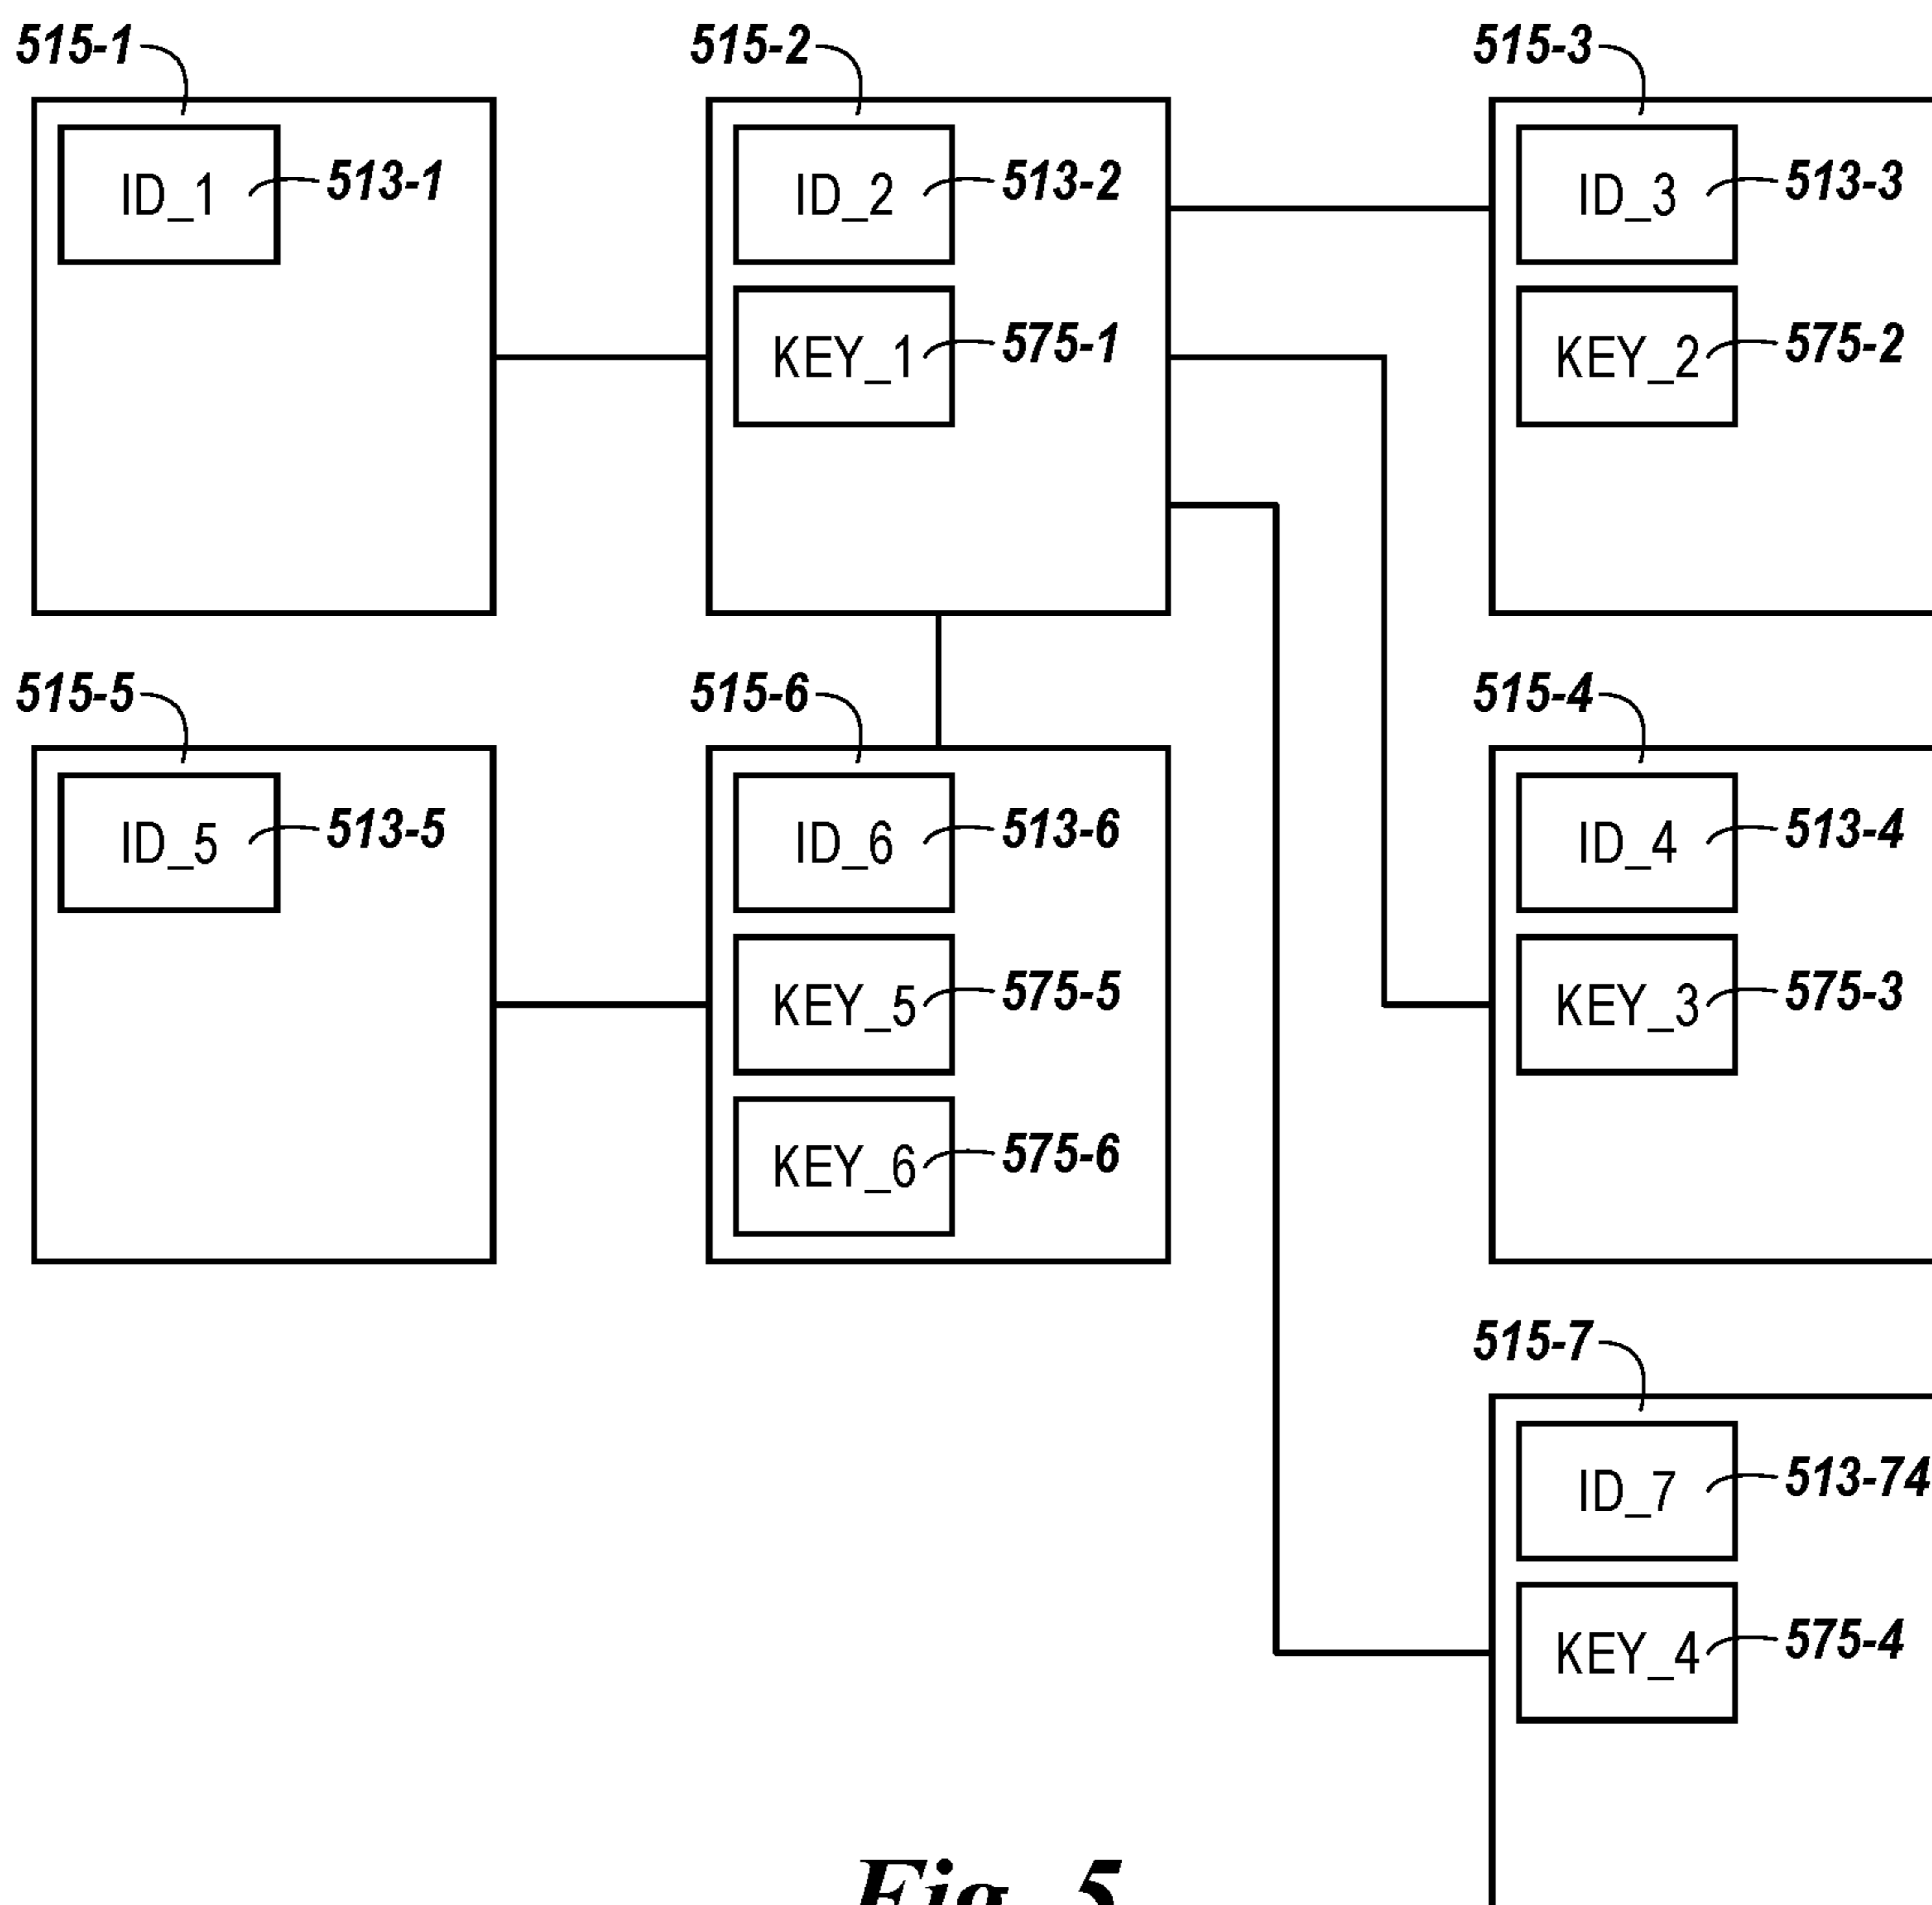 515-1 515-2 515-3
ID_1 513-1 ID_2 513-2 ID_3 513-3
KEY_1 575-1 KEY_2 575-2
515-5 515-6 515-4
ID_5 513-5 ID_6 513-6 ID_4 513-4
KEY_5 575-5 KEY_3 575-3
KEY_6 575-6
515-7
ID_7 513-74
KEY_4 575-4
Fig. 5